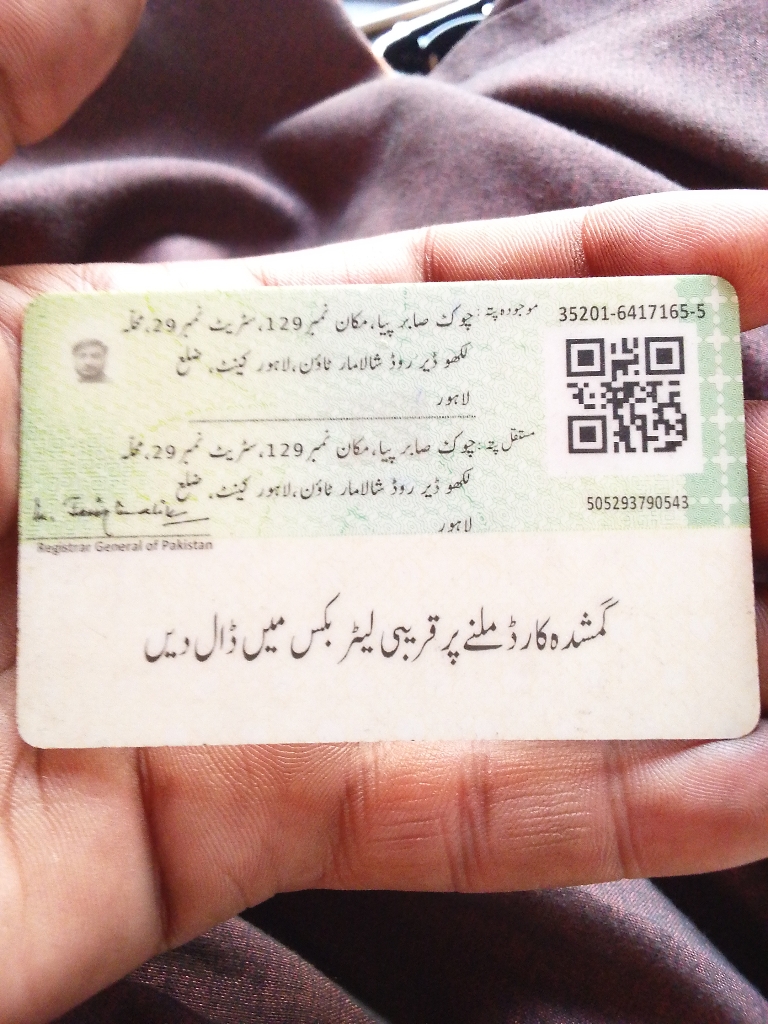 35201-6417165-5
موجودہ پتہ: چوک صابر پیا، مکان نمبر 129، سٹریٹ نمبر 29، محلہ
لکھو ڈیر روڈ شالامار ٹاؤن، لاہور کینٹ، ضلع
لاہور
مستقل پتہ: چوک صابر پیا، مکان نمبر 129، سٹریٹ نمبر 29، محلہ
لکھو ڈیر روڈ شالامار ٹاؤن، لاہور کینٹ، ضلع
لاہور
505293790543
Registrar General of Pakistan
گمشدہ کارڈ ملنے پر قریبی لیٹر بکس میں ڈال دیں